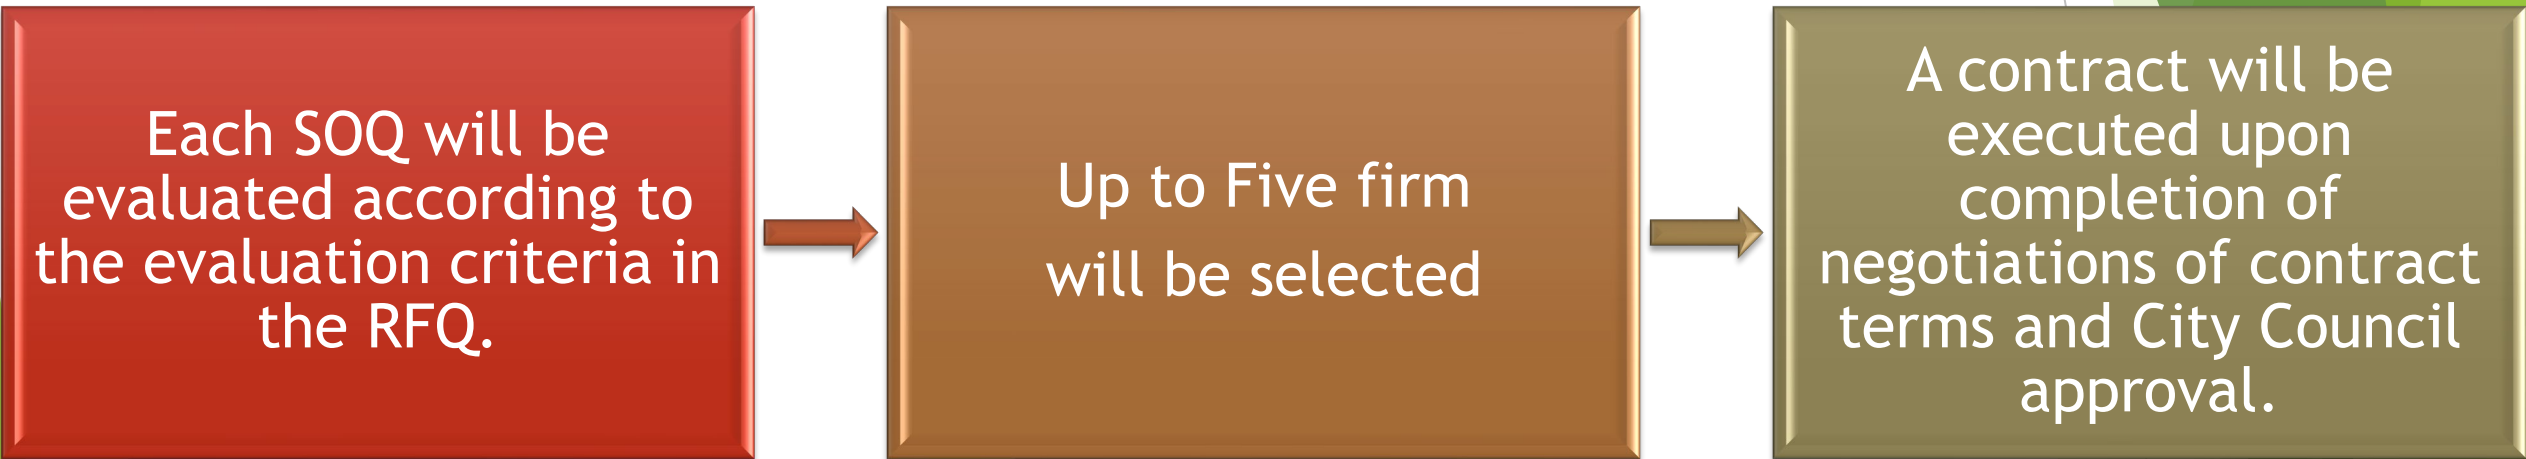 Each SOQ will be
evaluated according to
the evaluation criteria in
the RFQ.
Up to Five firm
will be selected
A contract will be
executed upon
completion of
negotiations of contract
terms and City Council
approval.